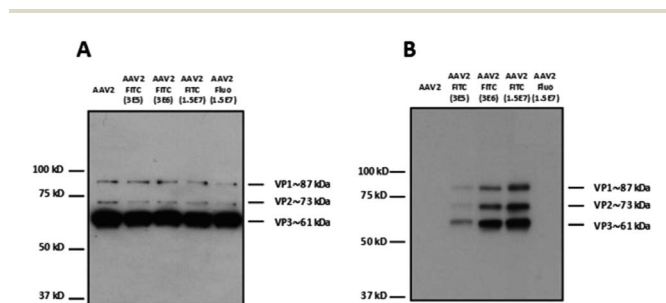 A
AAV2
AAV2 FITC (3E5)
AAV2 FITC (3E6)
AAV2 FITC (1.5E7)
AAV2 Fluo (1.5E7)
100 kD
75 kD
50 kD
37 kD
VP1~87 kDa
VP2~73 kDa
VP3~61 kDa
B
AAV2
AAV2 FITC (3E5)
AAV2 FITC (3E6)
AAV2 FITC (1.5E7)
AAV2 Fluo (1.5E7)
100 kD
75 kD
50 kD
37 kD
VP1~87 kDa
VP2~73 kDa
VP3~61 kDa